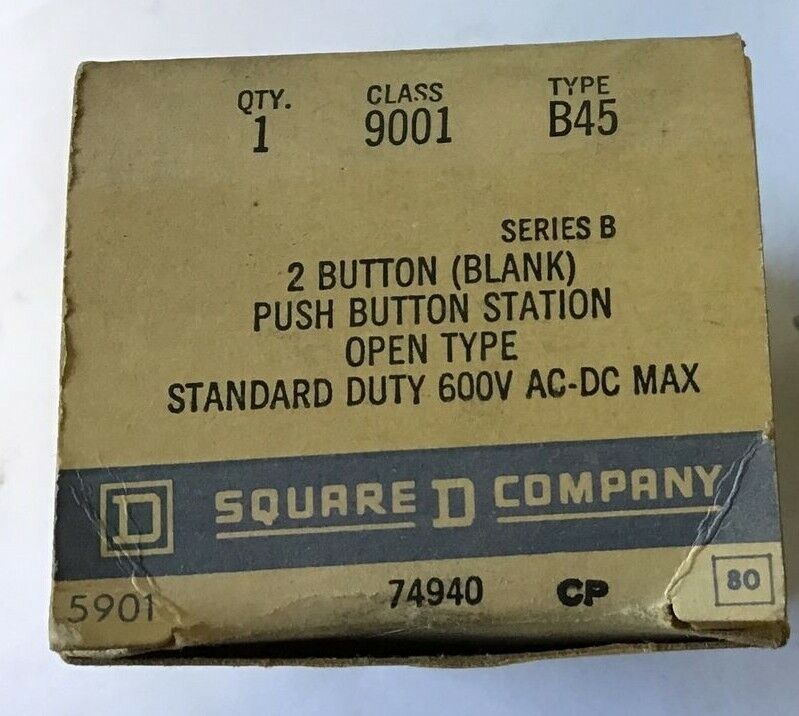 QTY. CLASS TYPE
1 9001 B45
SERIES B
2 BUTTON (BLANK)
PUSH BUTTON STATION
OPEN TYPE
STANDARD DUTY 600V AC-DC MAX
D SQUARE D COMPANY
5901 74940 CP 80